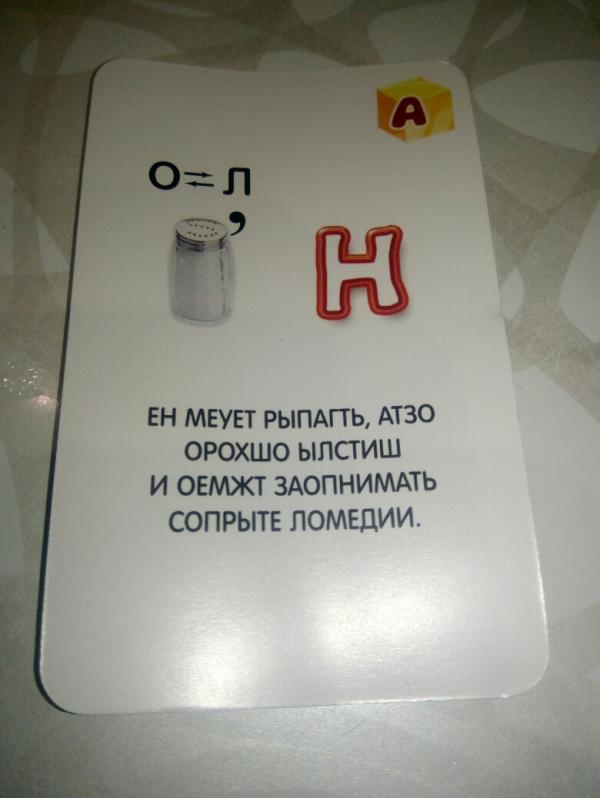 А
О⇄Л
,
Н
ЕН МЕУЕТ РЫПАГТЬ, АТЗО
ОРОХШО ЫЛСТИШ
И ОЕМЖТ ЗАОПНИМАТЬ
СОПРЫТЕ ЛОМЕДИИ.